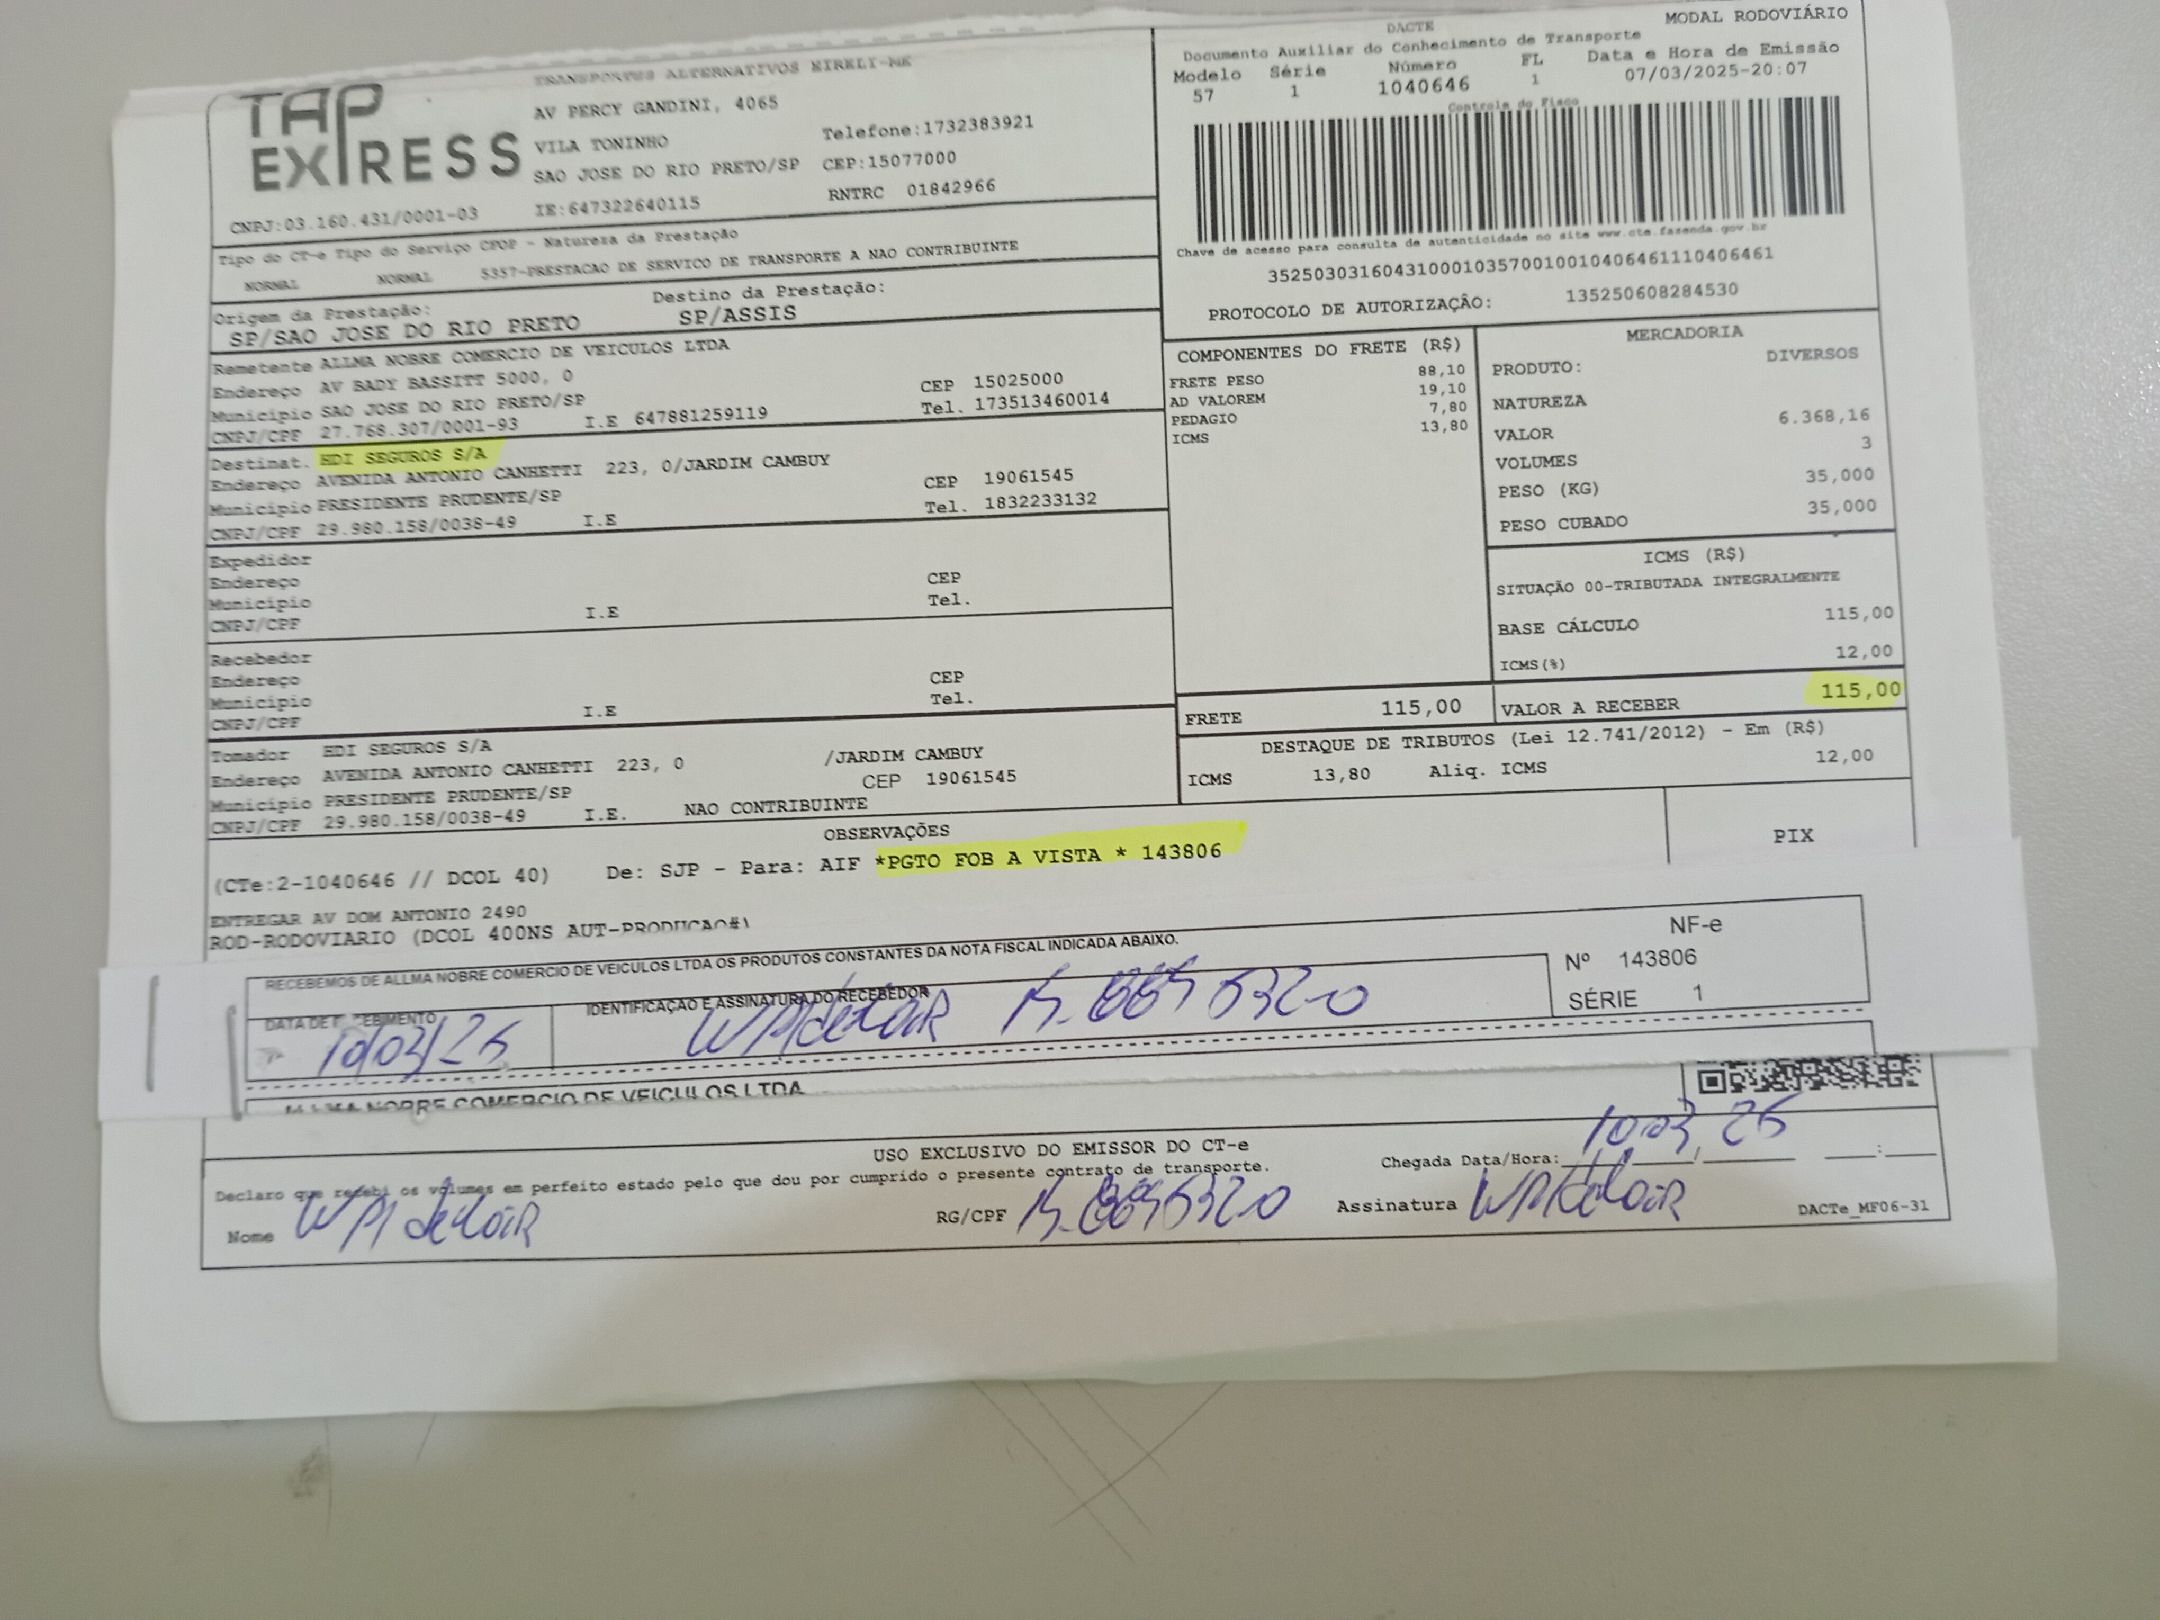 TAP EXPRESS
TRANSPORTES ALTERNATIVOS EIRELI-ME
AV PERCY GANDINI, 4065
VILA TONINHO Telefone:1732383921
SAO JOSE DO RIO PRETO/SP CEP:15077000
CNPJ:03.160.431/0001-03 IE:647322640115 RNTRC 01842966
DACTE MODAL RODOVIÁRIO
Documento Auxiliar do Conhecimento de Transporte
Modelo Série Número FL Data e Hora de Emissão
57 1 1040646 1 07/03/2025-20:07
Controle do Fisco
Chave de acesso para consulta de autenticidade no site www.cte.fazenda.gov.br
35250303160431000103570010010406461110406461
PROTOCOLO DE AUTORIZAÇÃO: 135250608284530
Tipo do CT-e Tipo do Serviço CFOP - Natureza da Prestação
NORMAL NORMAL 5357-PRESTACAO DE SERVICO DE TRANSPORTE A NAO CONTRIBUINTE
Origem da Prestação: Destino da Prestação:
SP/SAO JOSE DO RIO PRETO SP/ASSIS
Remetente ALLMA NOBRE COMERCIO DE VEICULOS LTDA
Endereço AV BADY BASSITT 5000, 0 CEP 15025000
Município SAO JOSE DO RIO PRETO/SP Tel. 173513460014
CNPJ/CPF 27.768.307/0001-93 I.E 647881259119
Destinat. HDI SEGUROS S/A
Endereço AVENIDA ANTONIO CANHETTI 223, 0/JARDIM CAMBUY CEP 19061545
Município PRESIDENTE PRUDENTE/SP Tel. 1832233132
CNPJ/CPF 29.980.158/0038-49 I.E
Expedidor
Endereço CEP
Município Tel.
CNPJ/CPF I.E
Recebedor
Endereço CEP
Município Tel.
CNPJ/CPF I.E
Tomador HDI SEGUROS S/A
Endereço AVENIDA ANTONIO CANHETTI 223, 0 /JARDIM CAMBUY
Município PRESIDENTE PRUDENTE/SP CEP 19061545
CNPJ/CPF 29.980.158/0038-49 I.E. NAO CONTRIBUINTE
COMPONENTES DO FRETE (R$)
FRETE PESO 88,10
AD VALOREM 19,10
PEDAGIO 7,80
ICMS 13,80
MERCADORIA
PRODUTO: DIVERSOS
NATUREZA
VALOR 6.368,16
VOLUMES 3
PESO (KG) 35,000
PESO CUBADO 35,000
ICMS (R$)
SITUAÇÃO 00-TRIBUTADA INTEGRALMENTE
BASE CÁLCULO 115,00
ICMS(%) 12,00
FRETE 115,00 VALOR A RECEBER 115,00
DESTAQUE DE TRIBUTOS (Lei 12.741/2012) - Em (R$)
ICMS 13,80 Aliq. ICMS 12,00
OBSERVAÇÕES PIX
(CTe:2-1040646 // DCOL 40) De: SJP - Para: AIF *PGTO FOB A VISTA * 143806
ENTREGAR AV DOM ANTONIO 2490
ROD-RODOVIARIO (DCOL 400NS AUT-PRODUCAO#)
RECEBEMOS DE ALLMA NOBRE COMERCIO DE VEICULOS LTDA OS PRODUTOS CONSTANTES DA NOTA FISCAL INDICADA ABAIXO.
NF-e
Nº 143806
SÉRIE 1
DATA DE RECEBIMENTO IDENTIFICAÇAO E ASSINATURA DO RECEBEDOR
10/03/25 WAldeciR
ALLMA NOBRE COMERCIO DE VEICULOS LTDA
USO EXCLUSIVO DO EMISSOR DO CT-e
Declaro que recebi os volumes em perfeito estado pelo que dou por cumprido o presente contrato de transporte.
Chegada Data/Hora: 10 03 25 :
Nome WAldeciR RG/CPF Assinatura WAldeciR
DACTe_MF06-31